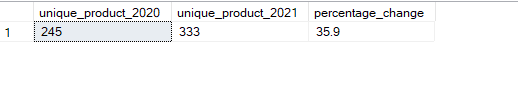 unique_product_2020 unique_product_2021 percentage_change
1 245 333 35.9